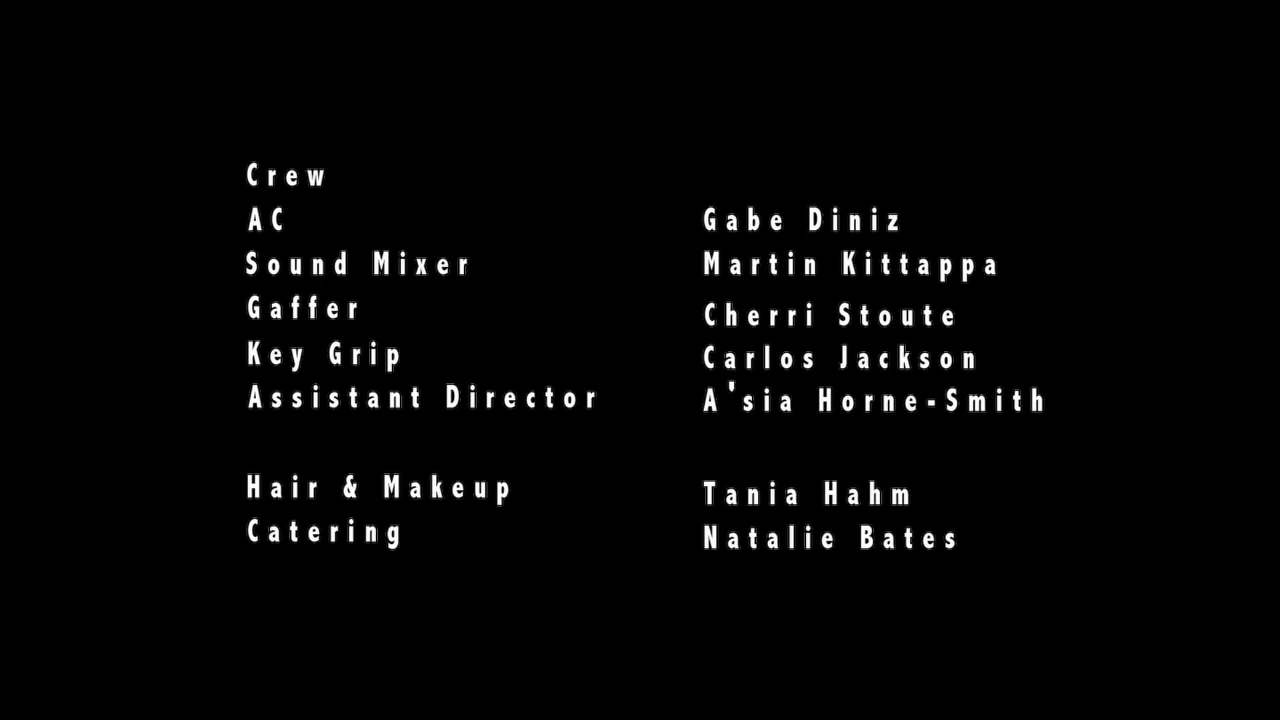 Crew
AC Gabe Diniz
Sound Mixer Martin Kittappa
Gaffer Cherri Stoute
Key Grip Carlos Jackson
Assistant Director A'sia Horne-Smith
Hair & Makeup Tania Hahm
Catering Natalie Bates